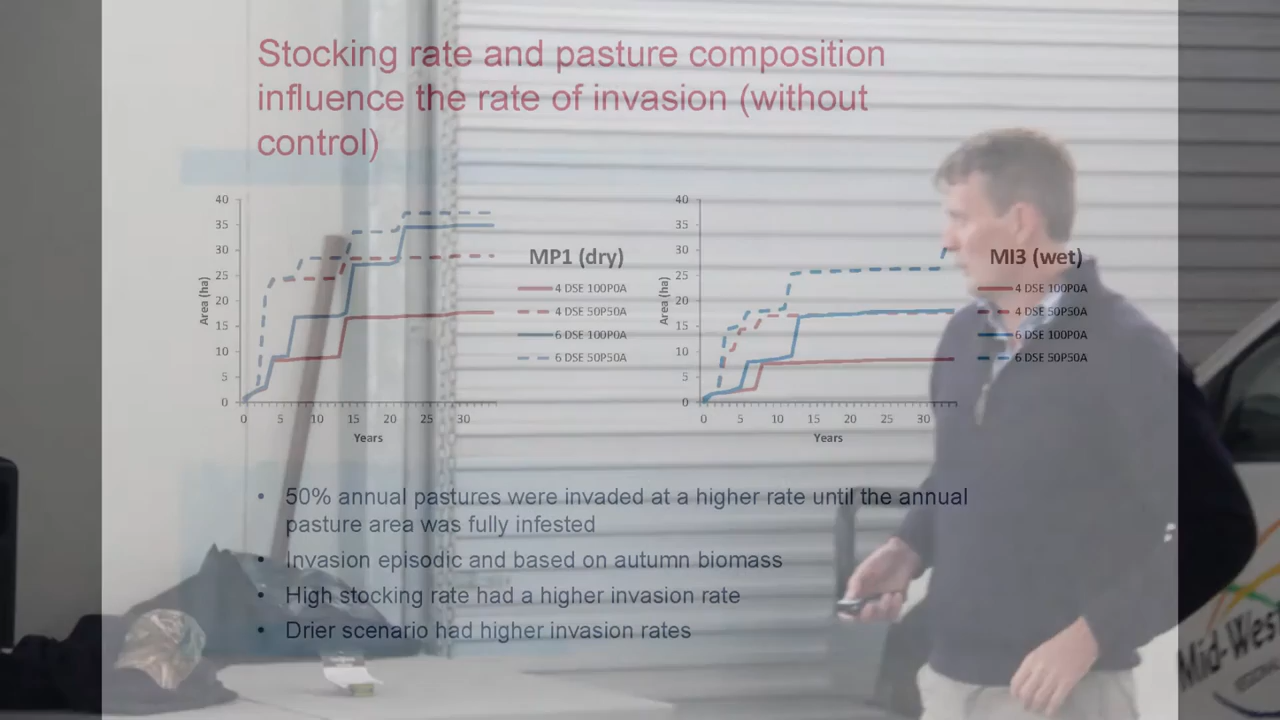 Stocking rate and pasture composition
influence the rate of invasion (without
control)
40
35
30
25
20
15
10
5
0
Area (ha)
0 5 10 15 20 25 30
Years
MP1 (dry)
4 DSE 100P0A
4 DSE 50P50A
6 DSE 100P0A
6 DSE 50P50A
40
35
30
25
20
15
10
5
0
Area (ha)
0 5 10 15 20 25 30
Years
MI3 (wet)
4 DSE 100P0A
4 DSE 50P50A
6 DSE 100P0A
6 DSE 50P50A
• 50% annual pastures were invaded at a higher rate until the annual
pasture area was fully infested
• Invasion episodic and based on autumn biomass
• High stocking rate had a higher invasion rate
• Drier scenario had higher invasion rates
Mid-West